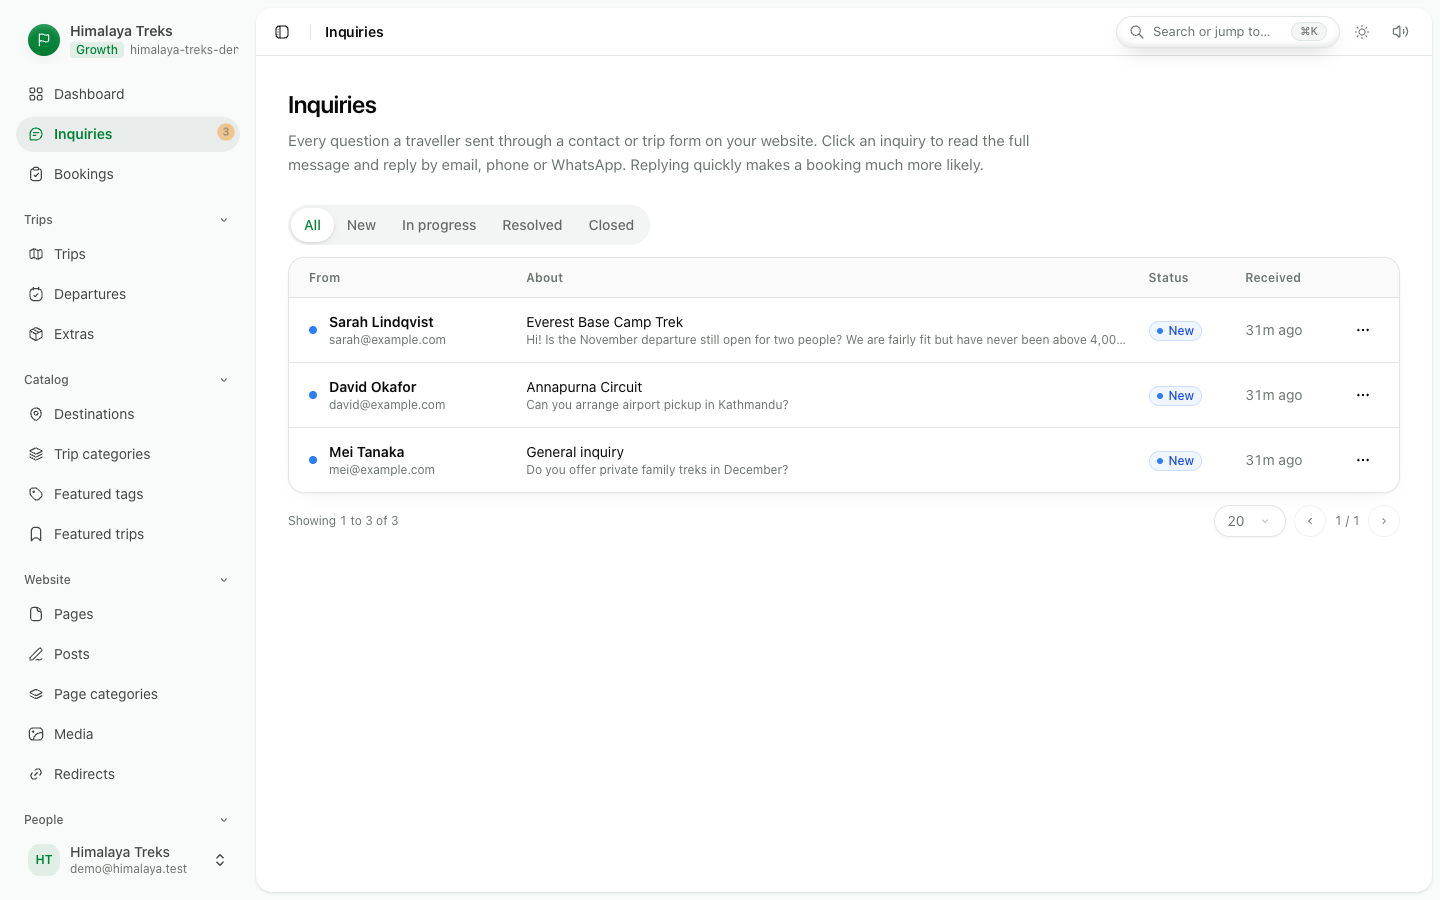 Himalaya Treks
Growth himalaya-treks-der
Dashboard
Inquiries 3
Bookings
Trips
Trips
Departures
Extras
Catalog
Destinations
Trip categories
Featured tags
Featured trips
Website
Pages
Posts
Page categories
Media
Redirects
People
HT
Himalaya Treks
demo@himalaya.test
Inquiries
Search or jump to... ⌘K
Inquiries
Every question a traveller sent through a contact or trip form on your website. Click an inquiry to read the full
message and reply by email, phone or WhatsApp. Replying quickly makes a booking much more likely.
All New In progress Resolved Closed
From About Status Received
Sarah Lindqvist
sarah@example.com
Everest Base Camp Trek
Hi! Is the November departure still open for two people? We are fairly fit but have never been above 4,00...
New 31m ago
David Okafor
david@example.com
Annapurna Circuit
Can you arrange airport pickup in Kathmandu?
New 31m ago
Mei Tanaka
mei@example.com
General inquiry
Do you offer private family treks in December?
New 31m ago
Showing 1 to 3 of 3
20 1 / 1